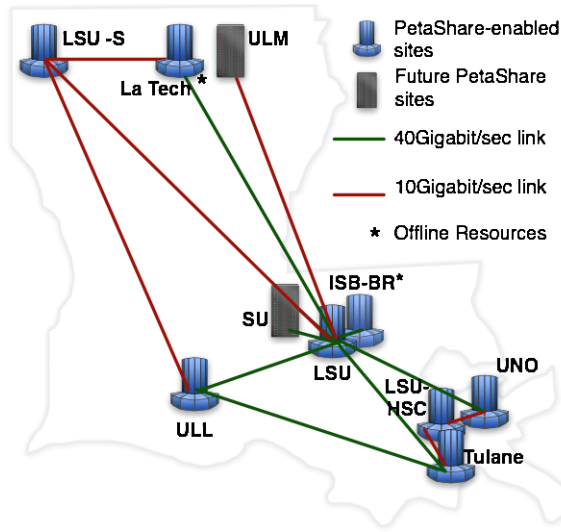 LSU -S
La Tech *
ULM
PetaShare-enabled
sites
Future PetaShare
sites
40Gigabit/sec link
10Gigabit/sec link
* Offline Resources
ISB-BR*
SU
LSU
ULL
LSU-
HSC
UNO
Tulane